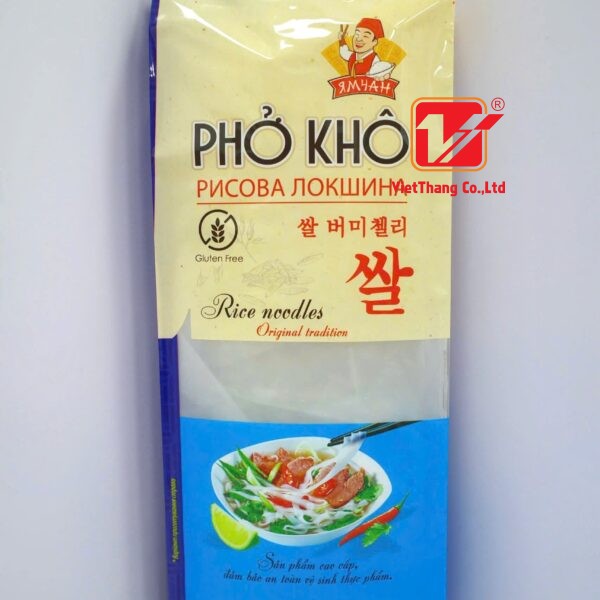 ЯМЧАН
®
PHỞ KHÔ
VietThang Co.,Ltd
РИСОВА ЛОКШИНА
쌀 버미첼리
쌀
Gluten Free
Rice noodles
Original tradition
Sản phẩm cao cấp,
đảm bảo an toàn vệ sinh thực phẩm.